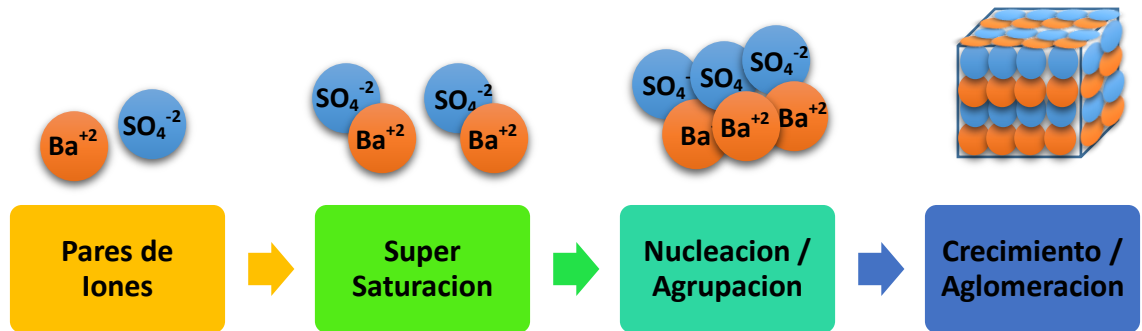 Ba⁺²
SO₄⁻²
SO₄⁻²
Ba⁺²
SO₄⁻²
Ba⁺²
SO₄⁻
SO₄
SO₄⁻²
Ba
Ba⁺²
Ba⁺²
Pares de
Iones
Super
Saturacion
Nucleacion /
Agrupacion
Crecimiento /
Aglomeracion